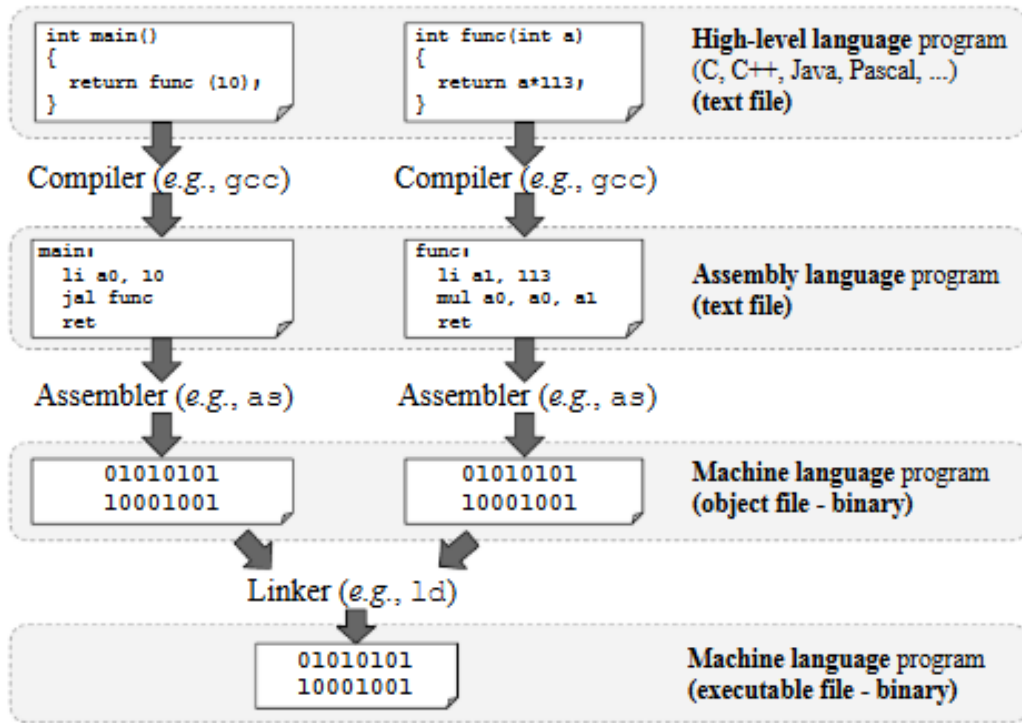 int main()
{
  return func (10);
}
int func(int a)
{
  return a*113;
}
High-level language program
(C, C++, Java, Pascal, ...)
(text file)
Compiler (e.g., gcc)
Compiler (e.g., gcc)
main:
  li a0, 10
  jal func
  ret
func:
  li a1, 113
  mul a0, a0, a1
  ret
Assembly language program
(text file)
Assembler (e.g., as)
Assembler (e.g., as)
01010101
10001001
01010101
10001001
Machine language program
(object file - binary)
Linker (e.g., ld)
01010101
10001001
Machine language program
(executable file - binary)